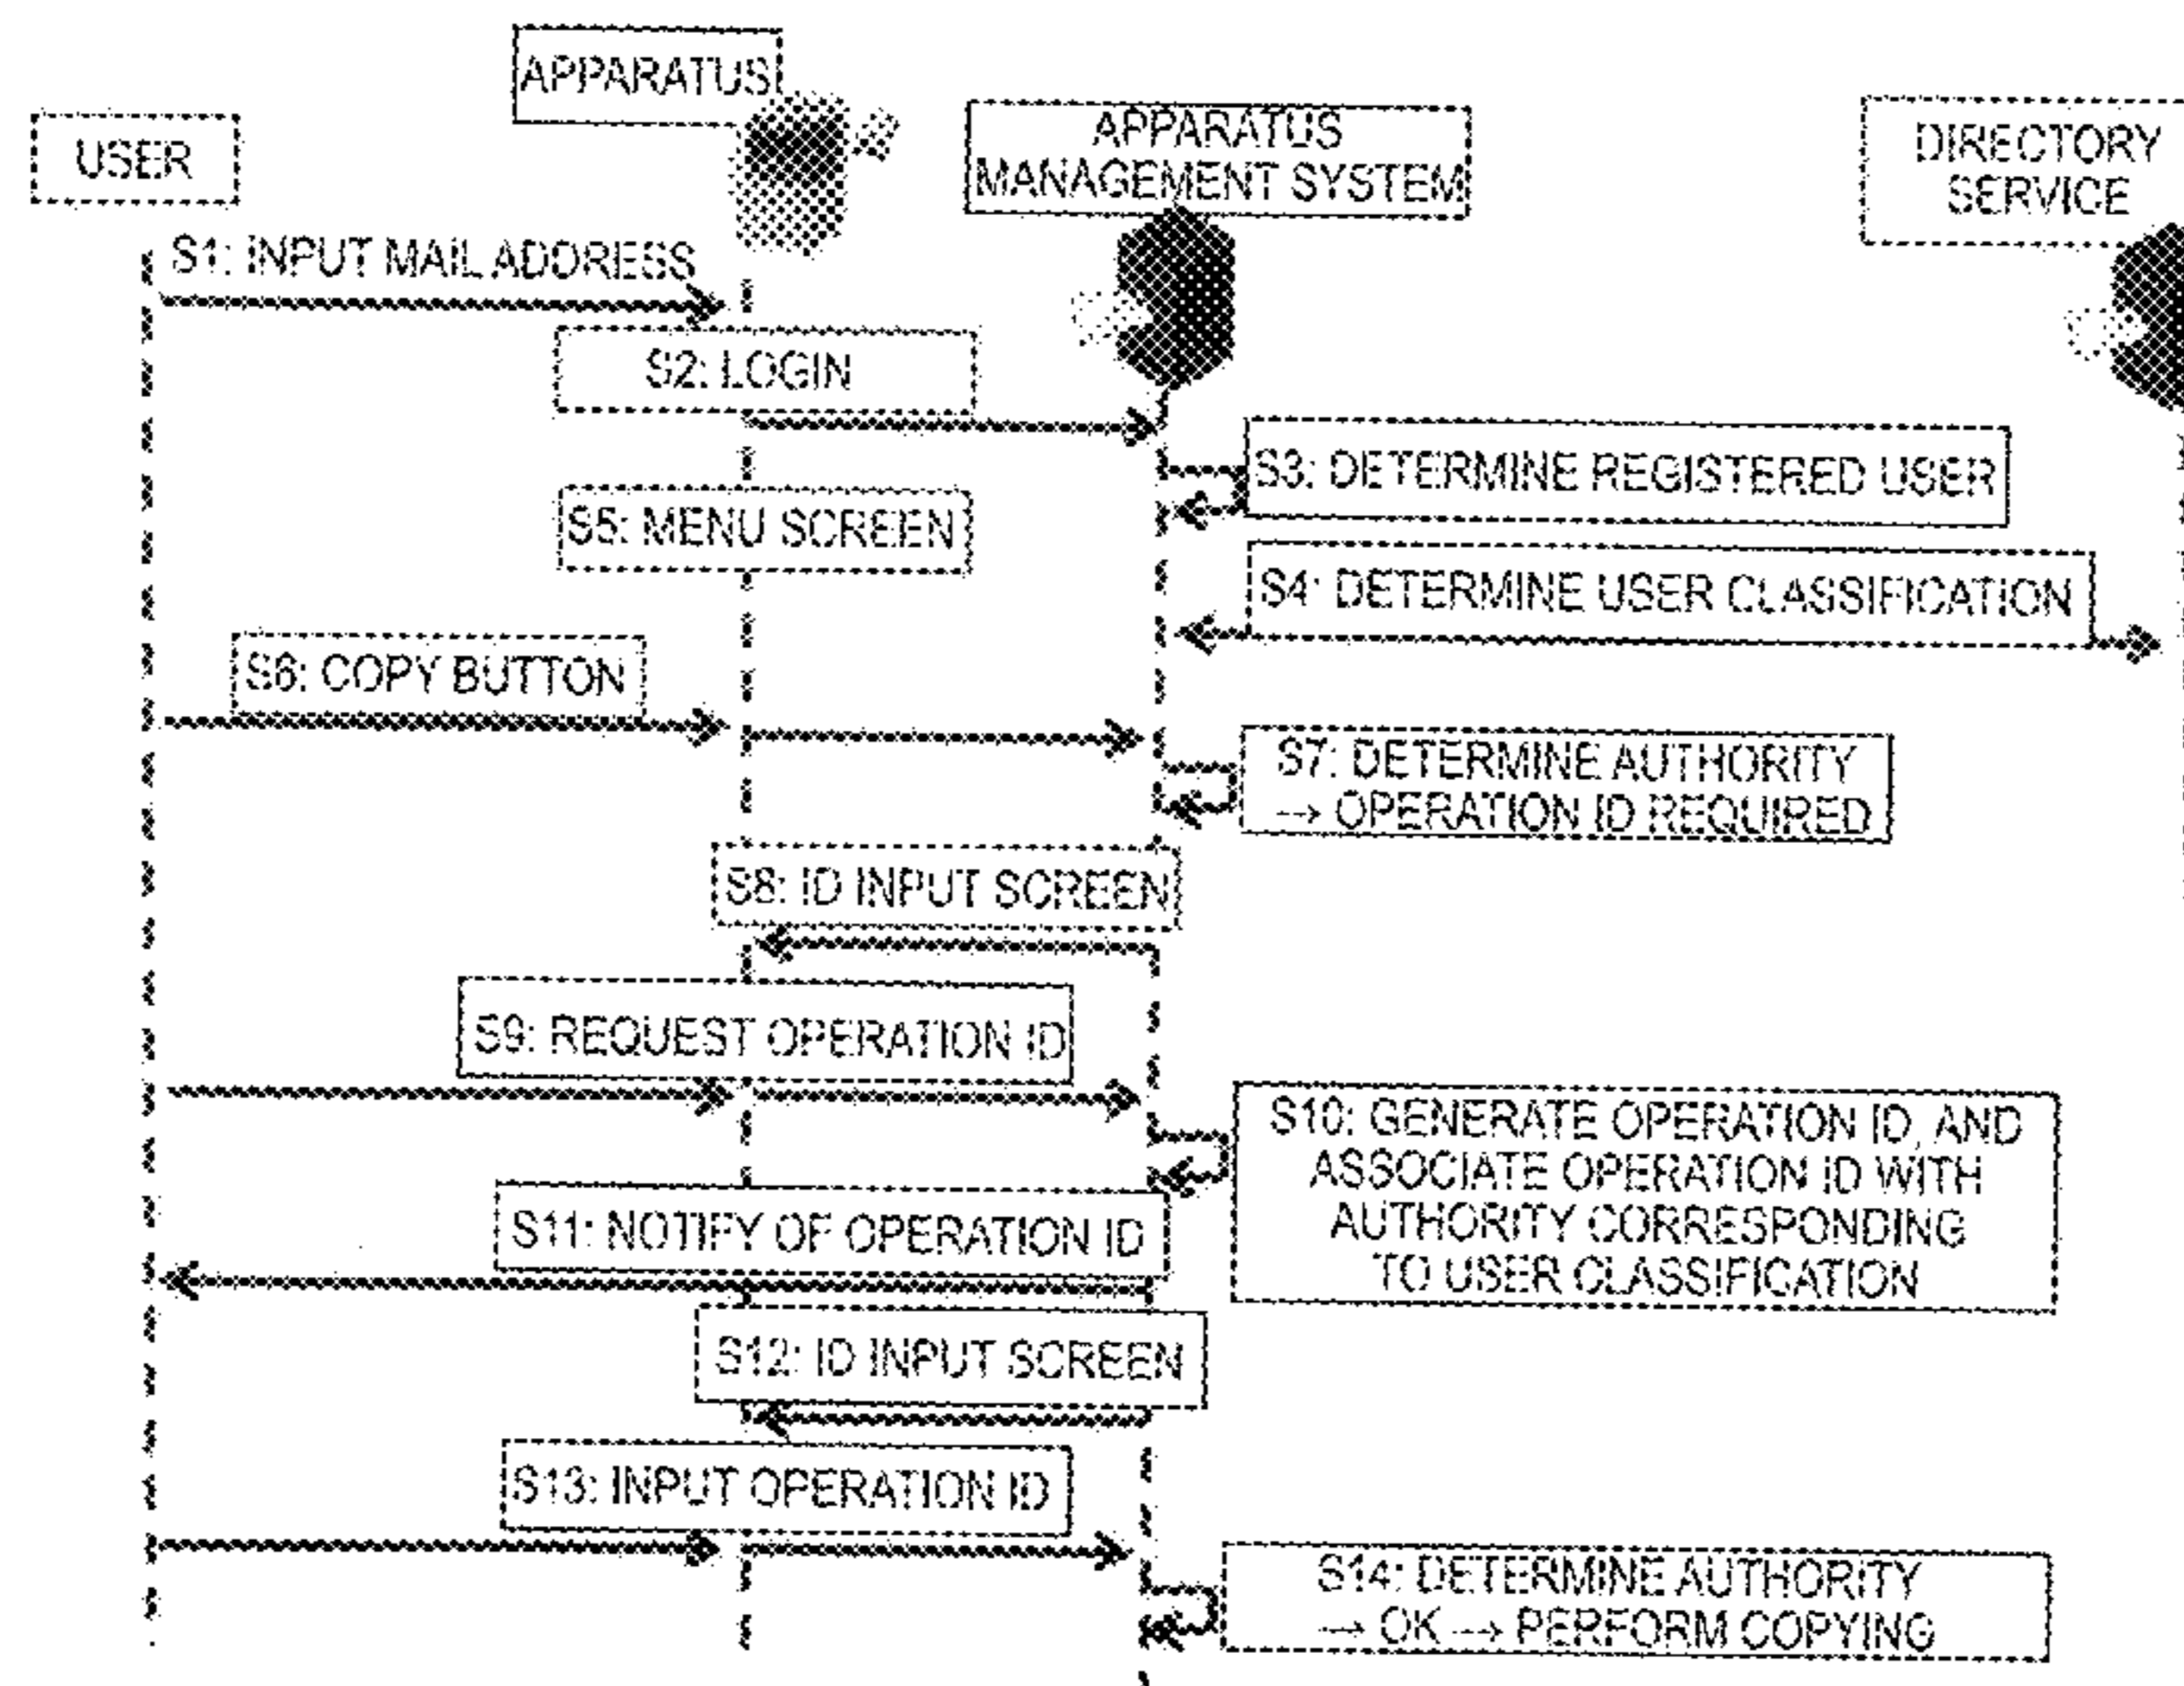 APPARATUS
USER
APPARATUS
MANAGEMENT SYSTEM
DIRECTORY
SERVICE
S1: INPUT MAIL ADDRESS
S2: LOGIN
S3: DETERMINE REGISTERED USER
S5: MENU SCREEN
S4: DETERMINE USER CLASSIFICATION
S6: COPY BUTTON
S7: DETERMINE AUTHORITY
→ OPERATION ID REQUIRED
S8: ID INPUT SCREEN
S9: REQUEST OPERATION ID
S10: GENERATE OPERATION ID, AND
ASSOCIATE OPERATION ID WITH
AUTHORITY CORRESPONDING
TO USER CLASSIFICATION
S11: NOTIFY OF OPERATION ID
S12: ID INPUT SCREEN
S13: INPUT OPERATION ID
S14: DETERMINE AUTHORITY
→ OK → PERFORM COPYING